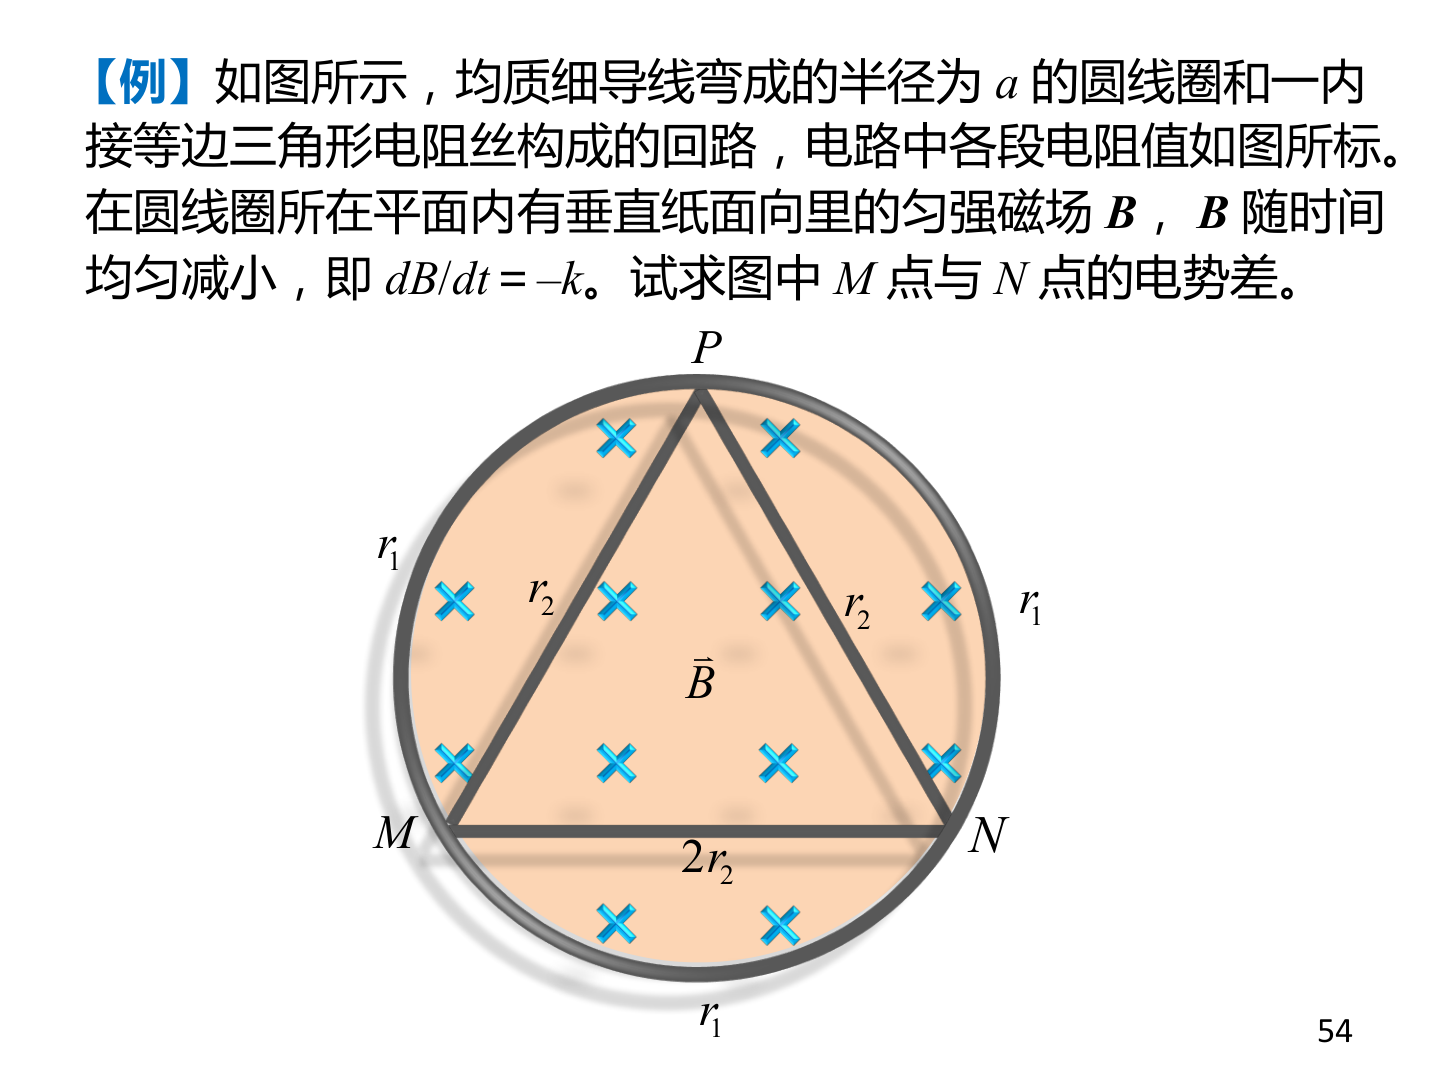 【例】如图所示，均质细导线弯成的半径为 a 的圆线圈和一内
接等边三角形电阻丝构成的回路，电路中各段电阻值如图所标。
在圆线圈所在平面内有垂直纸面向里的匀强磁场 B， B 随时间
均匀减小，即 dB/dt = –k。试求图中 M 点与 N 点的电势差。
P
r₁
r₂
r₂
r₁
B⃗
M
N
2r₂
r₁
54